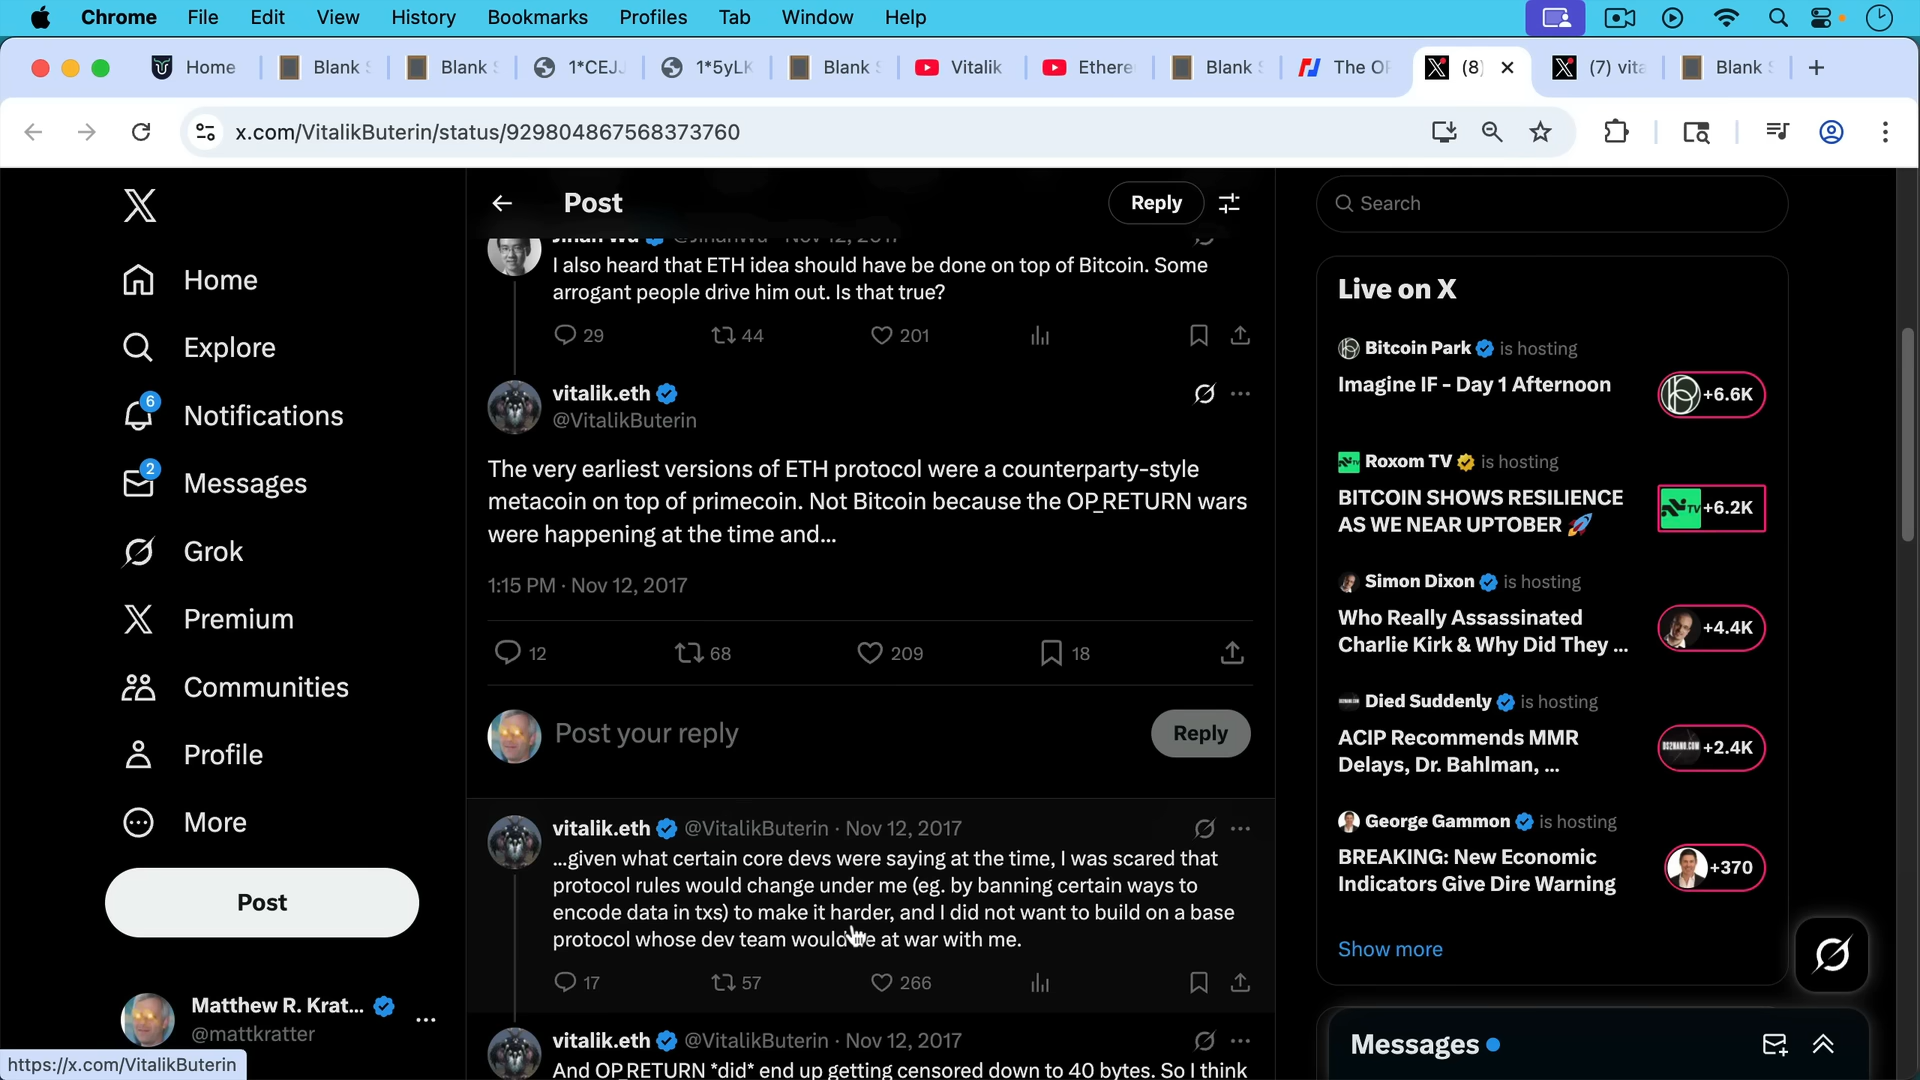 Chrome File Edit View History Bookmarks Profiles Tab Window Help
Home Blank S Blank S 1*CEJJ 1*5yLK Blank S Vitalik Ethere Blank S The OP (8) (7) vita Blank S
x.com/VitalikButerin/status/929804867568373760
Home
Explore
6
Notifications
2
Messages
Grok
Premium
Communities
Profile
More
Post
Matthew R. Krat...
@mattkratter
https://x.com/VitalikButerin
Post
Reply
Jihan Wu @JihanWu · Nov 12, 2017
I also heard that ETH idea should have be done on top of Bitcoin. Some
arrogant people drive him out. Is that true?
29 44 201
vitalik.eth
@VitalikButerin
The very earliest versions of ETH protocol were a counterparty-style
metacoin on top of primecoin. Not Bitcoin because the OP_RETURN wars
were happening at the time and...
1:15 PM · Nov 12, 2017
12 68 209 18
Post your reply
Reply
vitalik.eth @VitalikButerin · Nov 12, 2017
...given what certain core devs were saying at the time, I was scared that
protocol rules would change under me (eg. by banning certain ways to
encode data in txs) to make it harder, and I did not want to build on a base
protocol whose dev team would be at war with me.
17 57 266
vitalik.eth @VitalikButerin · Nov 12, 2017
And OP_RETURN *did* end up getting censored down to 40 bytes. So I think
Search
Live on X
Bitcoin Park is hosting
Imagine IF - Day 1 Afternoon
+6.6K
Roxom TV is hosting
BITCOIN SHOWS RESILIENCE
AS WE NEAR UPTOBER 🚀
+6.2K
Simon Dixon is hosting
Who Really Assassinated
Charlie Kirk & Why Did They ...
+4.4K
Died Suddenly is hosting
ACIP Recommends MMR
Delays, Dr. Bahlman, ...
+2.4K
George Gammon is hosting
BREAKING: New Economic
Indicators Give Dire Warning
+370
Show more
Messages